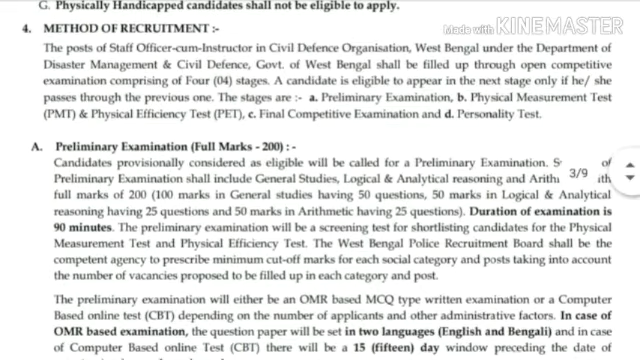 G. Physically Handicapped candidates shall not be eligible to apply.
Made with KINEMASTER
4. METHOD OF RECRUITMENT :-
The posts of Staff Officer-cum-Instructor in Civil Defence Organisation, West Bengal under the Department of
Disaster Management & Civil Defence, Govt. of West Bengal shall be filled up through open competitive
examination comprising of Four (04) stages. A candidate is eligible to appear in the next stage only if he/ she
passes through the previous one. The stages are :- a. Preliminary Examination, b. Physical Measurement Test
(PMT) & Physical Efficiency Test (PET), c. Final Competitive Examination and d. Personality Test.
A. Preliminary Examination (Full Marks - 200) : -
Candidates provisionally considered as eligible will be called for a Preliminary Examination. of
Preliminary Examination shall include General Studies, Logical & Analytical reasoning and 3/9
full marks of 200 (100 marks in General studies having 50 questions, 50 marks in Logical & Analytical
reasoning having 25 questions and 50 marks in Arithmetic having 25 questions). Duration of examination is
90 minutes. The preliminary examination will be a screening test for shortlisting candidates for the Physical
Measurement Test and Physical Efficiency Test. The West Bengal Police Recruitment Board shall be the
competent agency to prescribe minimum cut-off marks for each social category and posts taking into account
the number of vacancies proposed to be filled up in each category and post.
The preliminary examination will either be an OMR based MCQ type written examination or a Computer
Based online test (CBT) depending on the number of applicants and other administrative factors. In case of
OMR based examination, the question paper will be set in two languages (English and Bengali) and in case
of Computer Based online Test (CBT) there will be a 15 (fifteen) day window preceding the date of